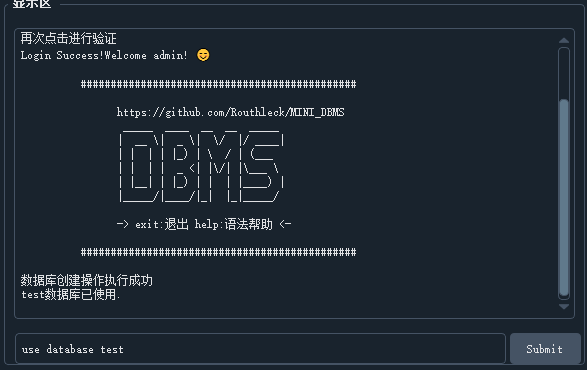 显示区
再次点击进行验证
Login Success!Welcome admin! 😊
##############################################
https://github.com/Routhleck/MINI_DBMS
DBMS
-> exit:退出 help:语法帮助 <-
##############################################
数据库创建操作执行成功
test数据库已使用.
use database test
Submit